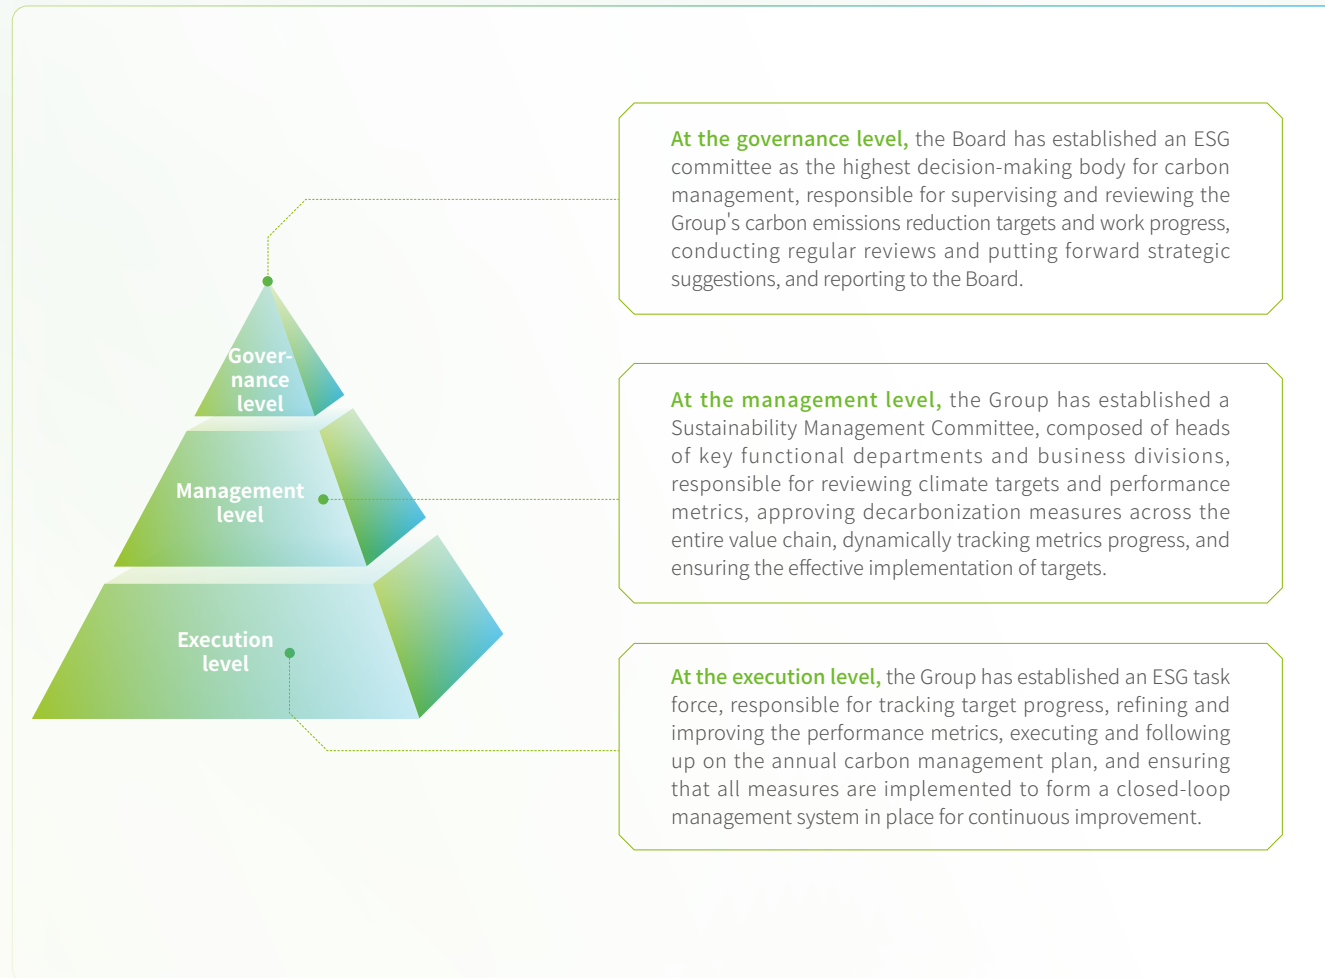 At the governance level, the Board has established an ESG
committee as the highest decision-making body for carbon
management, responsible for supervising and reviewing the
Group's carbon emissions reduction targets and work progress,
conducting regular reviews and putting forward strategic
suggestions, and reporting to the Board.
Gover-
nance
level
At the management level, the Group has established a
Sustainability Management Committee, composed of heads
of key functional departments and business divisions,
responsible for reviewing climate targets and performance
metrics, approving decarbonization measures across the
entire value chain, dynamically tracking metrics progress, and
ensuring the effective implementation of targets.
Management
level
At the execution level, the Group has established an ESG task
force, responsible for tracking target progress, refining and
improving the performance metrics, executing and following
up on the annual carbon management plan, and ensuring
that all measures are implemented to form a closed-loop
management system in place for continuous improvement.
Execution
level